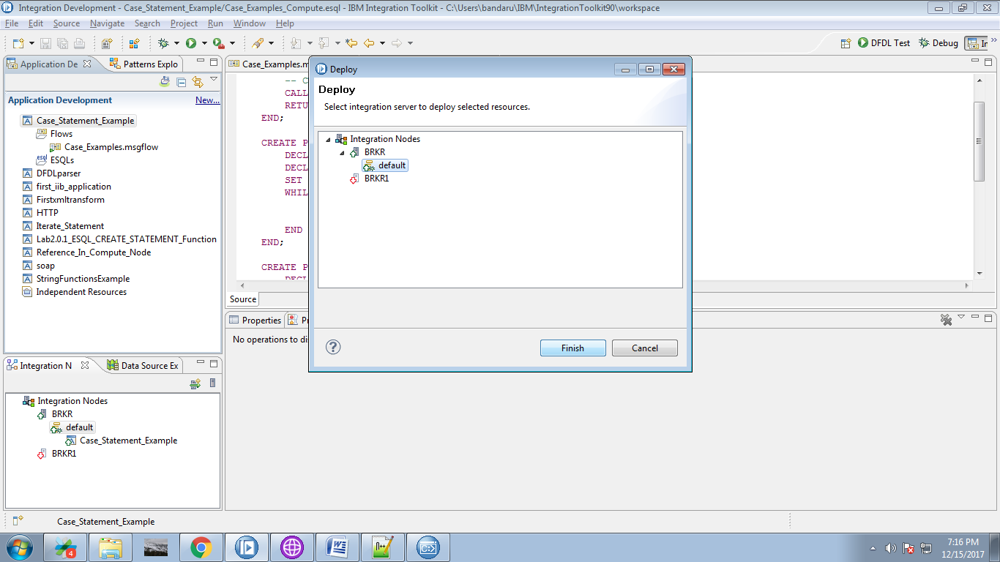 Integration Development - Case_Statement_Example/Case_Examples_Compute.esql - IBM Integration Toolkit - C:\Users\bandaru\IBM\IntegrationToolkit90\workspace
File Edit Source Navigate Search Project Run Window Help
DFDL Test Debug In
Application De Patterns Explo
Application Development New...
Case_Statement_Example
Flows
Case_Examples.msgflow
ESQLs
DFDLparser
first_iib_application
Firstxmltransform
HTTP
Iterate_Statement
Lab2.0.1_ESQL_CREATE_STATEMENT_Function
Reference_In_Compute_Node
soap
StringFunctionsExample
Independent Resources
Case_Examples.m
-- C
CALL
RETU
END;
CREATE P
DECL
DECL
SET
WHIL
END
END;
CREATE P
DECL
Source
Deploy
Deploy
Select integration server to deploy selected resources.
Integration Nodes
BRKR
default
BRKR1
Finish Cancel
Properties Pr
No operations to dis
Integration N Data Source Ex
Integration Nodes
BRKR
default
Case_Statement_Example
BRKR1
Case_Statement_Example
4
7:16 PM
12/15/2017